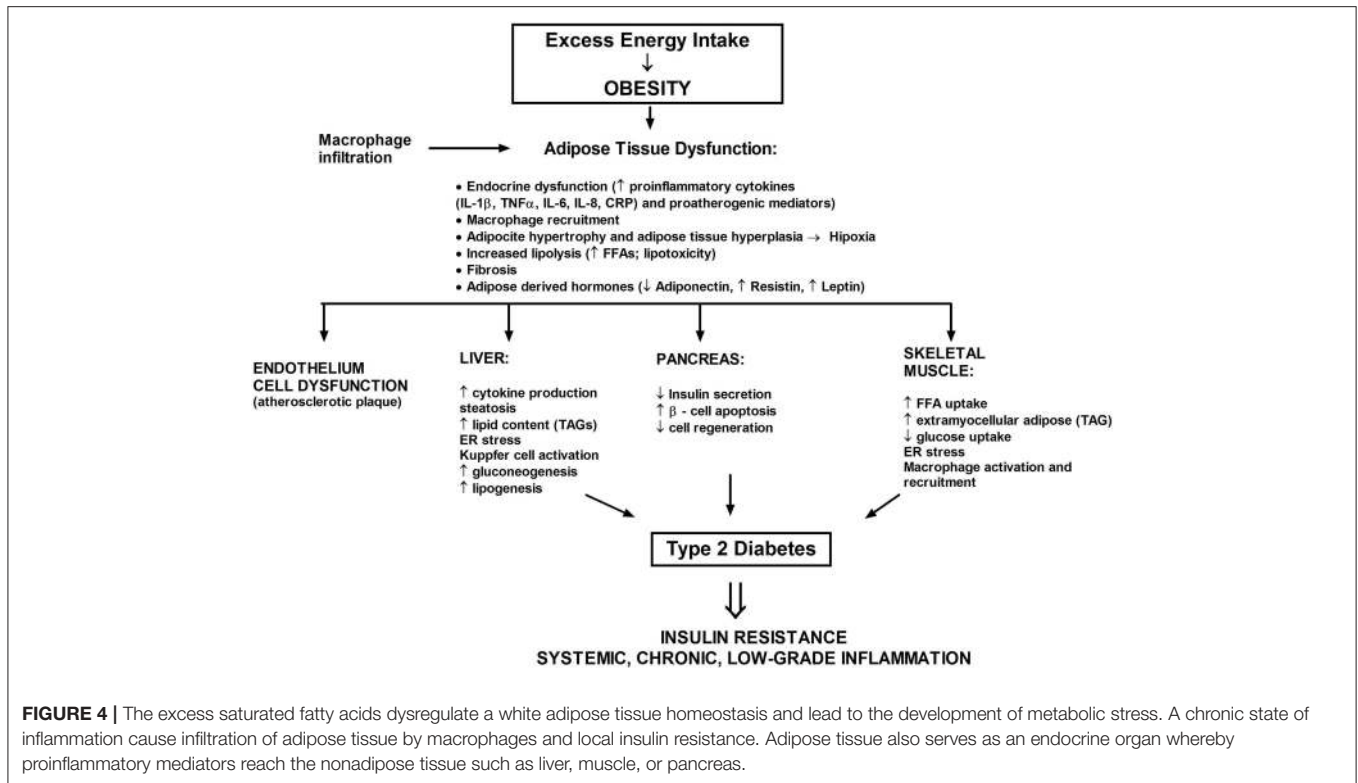 Excess Energy Intake
↓
OBESITY
Macrophage
infiltration
Adipose Tissue Dysfunction:
• Endocrine dysfunction (↑ proinflammatory cytokines
(IL-1β, TNFα, IL-6, IL-8, CRP) and proatherogenic mediators)
• Macrophage recruitment
• Adipocite hypertrophy and adipose tissue hyperplasia → Hipoxia
• Increased lipolysis (↑ FFAs; lipotoxicity)
• Fibrosis
• Adipose derived hormones (↓ Adiponectin, ↑ Resistin, ↑ Leptin)
ENDOTHELIUM
CELL DYSFUNCTION
(atherosclerotic plaque)
LIVER:
↑ cytokine production
steatosis
↑ lipid content (TAGs)
ER stress
Kuppfer cell activation
↑ gluconeogenesis
↑ lipogenesis
PANCREAS:
↓ Insulin secretion
↑ β - cell apoptosis
↓ cell regeneration
SKELETAL
MUSCLE:
↑ FFA uptake
↑ extramyocellular adipose (TAG)
↓ glucose uptake
ER stress
Macrophage activation and
recruitment
Type 2 Diabetes
INSULIN RESISTANCE
SYSTEMIC, CHRONIC, LOW-GRADE INFLAMMATION
FIGURE 4 | The excess saturated fatty acids dysregulate a white adipose tissue homeostasis and lead to the development of metabolic stress. A chronic state of
inflammation cause infiltration of adipose tissue by macrophages and local insulin resistance. Adipose tissue also serves as an endocrine organ whereby
proinflammatory mediators reach the nonadipose tissue such as liver, muscle, or pancreas.